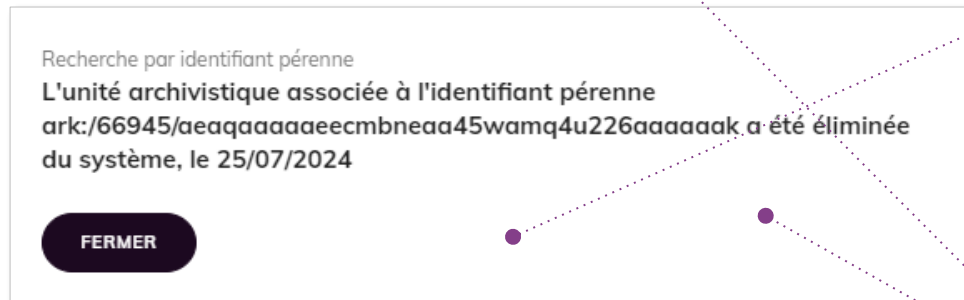 Recherche par identifiant pérenne
L'unité archivistique associée à l'identifiant pérenne
ark:/66945/aeaqaaaaaeecmbneaa45wamq4u226aaaaaak a été éliminée
du système, le 25/07/2024
FERMER